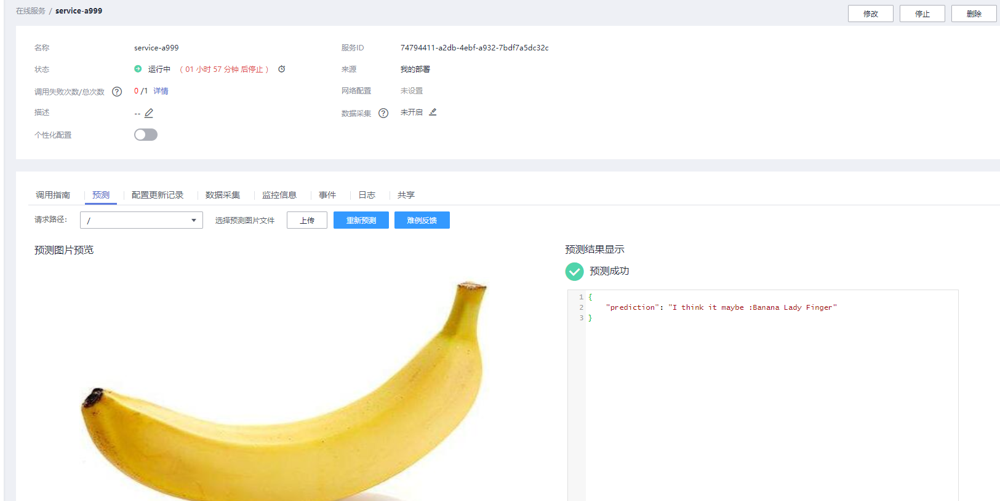 在线服务 / service-a999
修改 停止 删除
名称 service-a999 服务ID 74794411-a2db-4ebf-a932-7bdf7a5dc32c
状态 运行中 ( 01 小时 57 分钟 后停止 ) 来源 我的部署
调用失败次数/总次数 ? 0 /1 详情 网络配置 未设置
描述 -- 数据采集 ? 未开启
个性化配置
调用指南 预测 配置更新记录 数据采集 监控信息 事件 日志 共享
请求路径: / 选择预测图片文件 上传 重新预测 难例反馈
预测图片预览 预测结果显示
预测成功
1 {
2 "prediction": "I think it maybe :Banana Lady Finger"
3 }